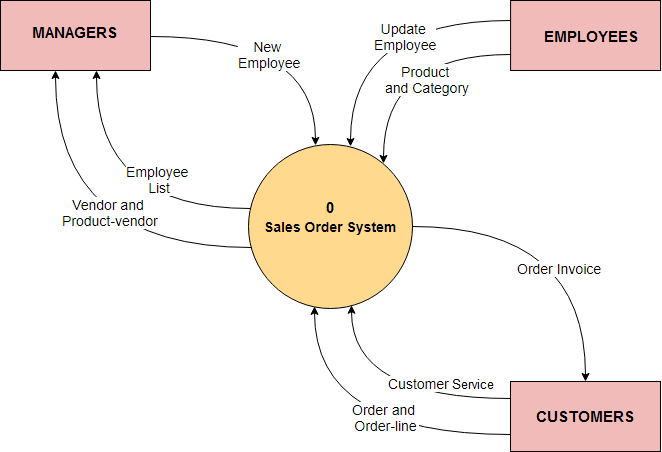 MANAGERS
EMPLOYEES
New
Employee
Update
Employee
Product
and Category
Employee
List
Vendor and
Product-vendor
0
Sales Order System
Order Invoice
Customer Service
Order and
Order-line
CUSTOMERS